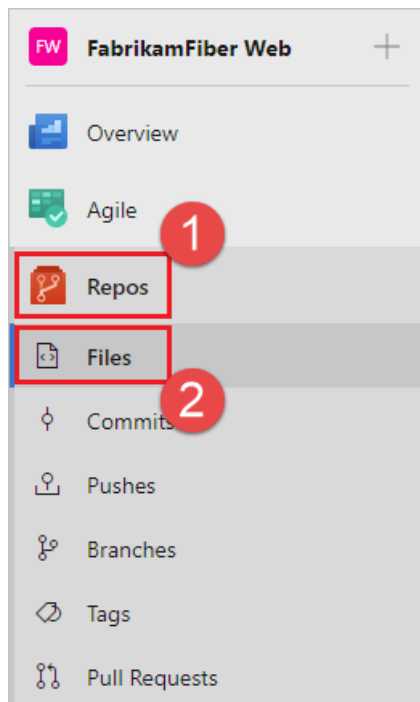 FW FabrikamFiber Web
Overview
Agile
1
Repos
Files
2
Commits
Pushes
Branches
Tags
Pull Requests